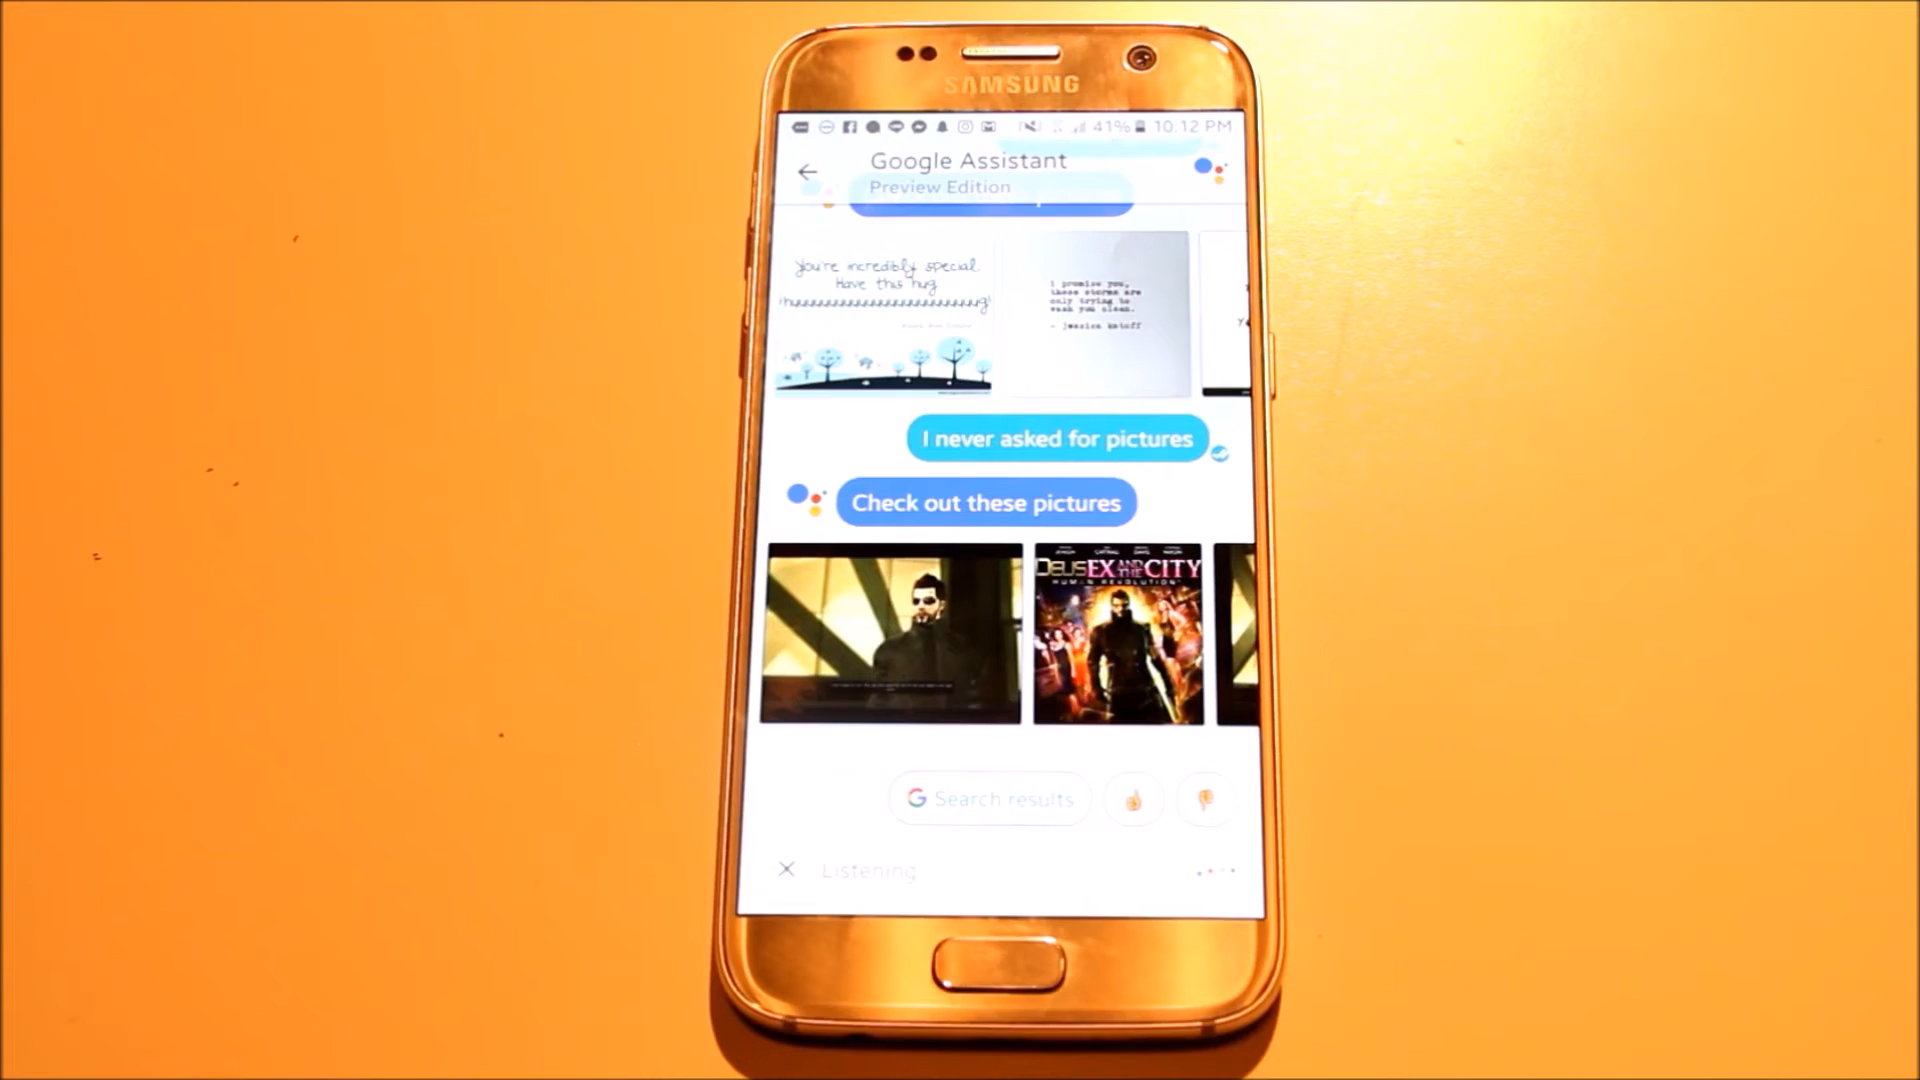 SAMSUNG
41% 10:12 PM
Google Assistant
Preview Edition
You're incredibly special.
Have this hug
i promise you,
these storms are
only trying to
wash you clean.
- jessica katoff
I never asked for pictures
Check out these pictures
DEUS EX AND THE CITY
HUMAN REVOLUTION
Search results
Listening